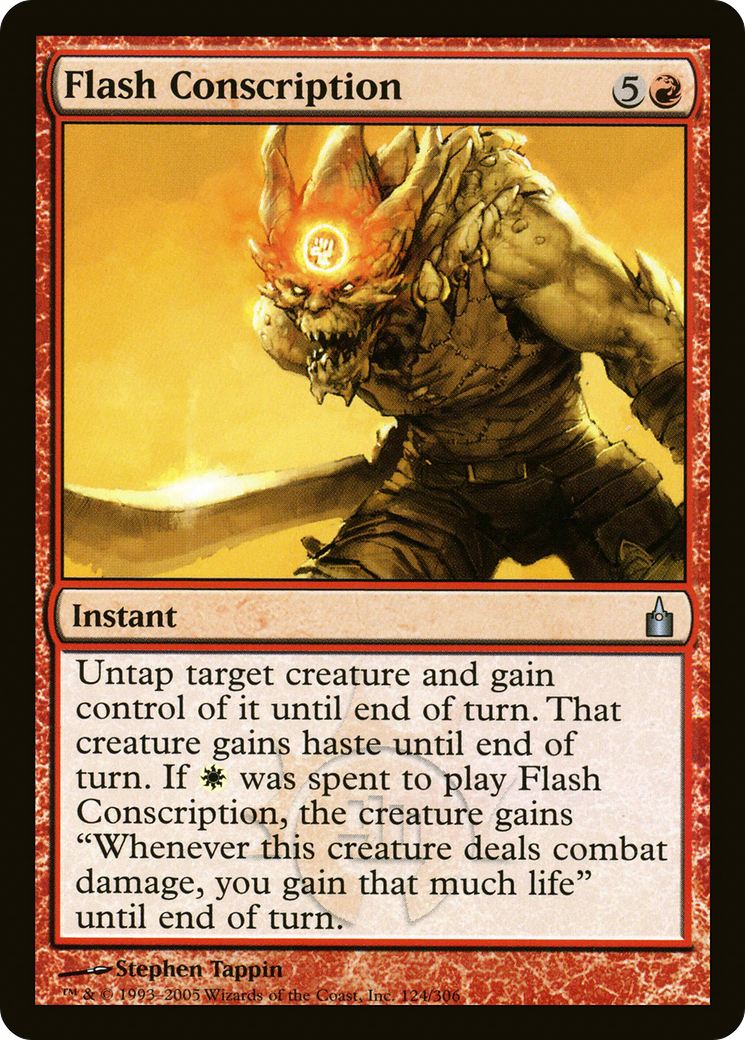 Flash Conscription 5
Instant
Untap target creature and gain
control of it until end of turn. That
creature gains haste until end of
turn. If was spent to play Flash
Conscription, the creature gains
“Whenever this creature deals combat
damage, you gain that much life”
until end of turn.
Stephen Tappin
™ & © 1993–2005 Wizards of the Coast, Inc. 124/306